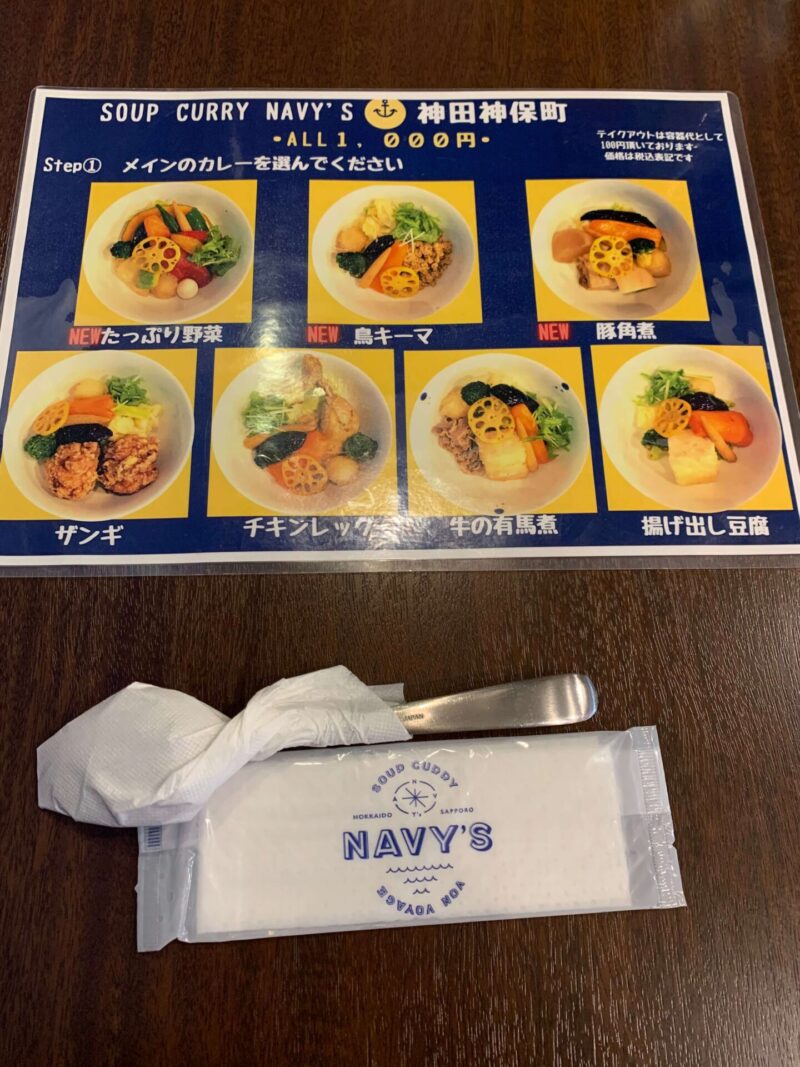 SOUP CURRY NAVY'S 神田神保町
・ALL1,000円・
テイクアウトは容器代として
100円頂いております
価格は税込表記です
Step① メインのカレーを選んでください
NEWたっぷり野菜
NEW 鳥キーマ
NEW 豚角煮
ザンギ
チキンレッグ
牛の有馬煮
揚げ出し豆腐
JAPAN
SOUP CURRY
N
A V
Y's
HOKKAIDO SAPPORO
NAVY'S
VON VOYAGE